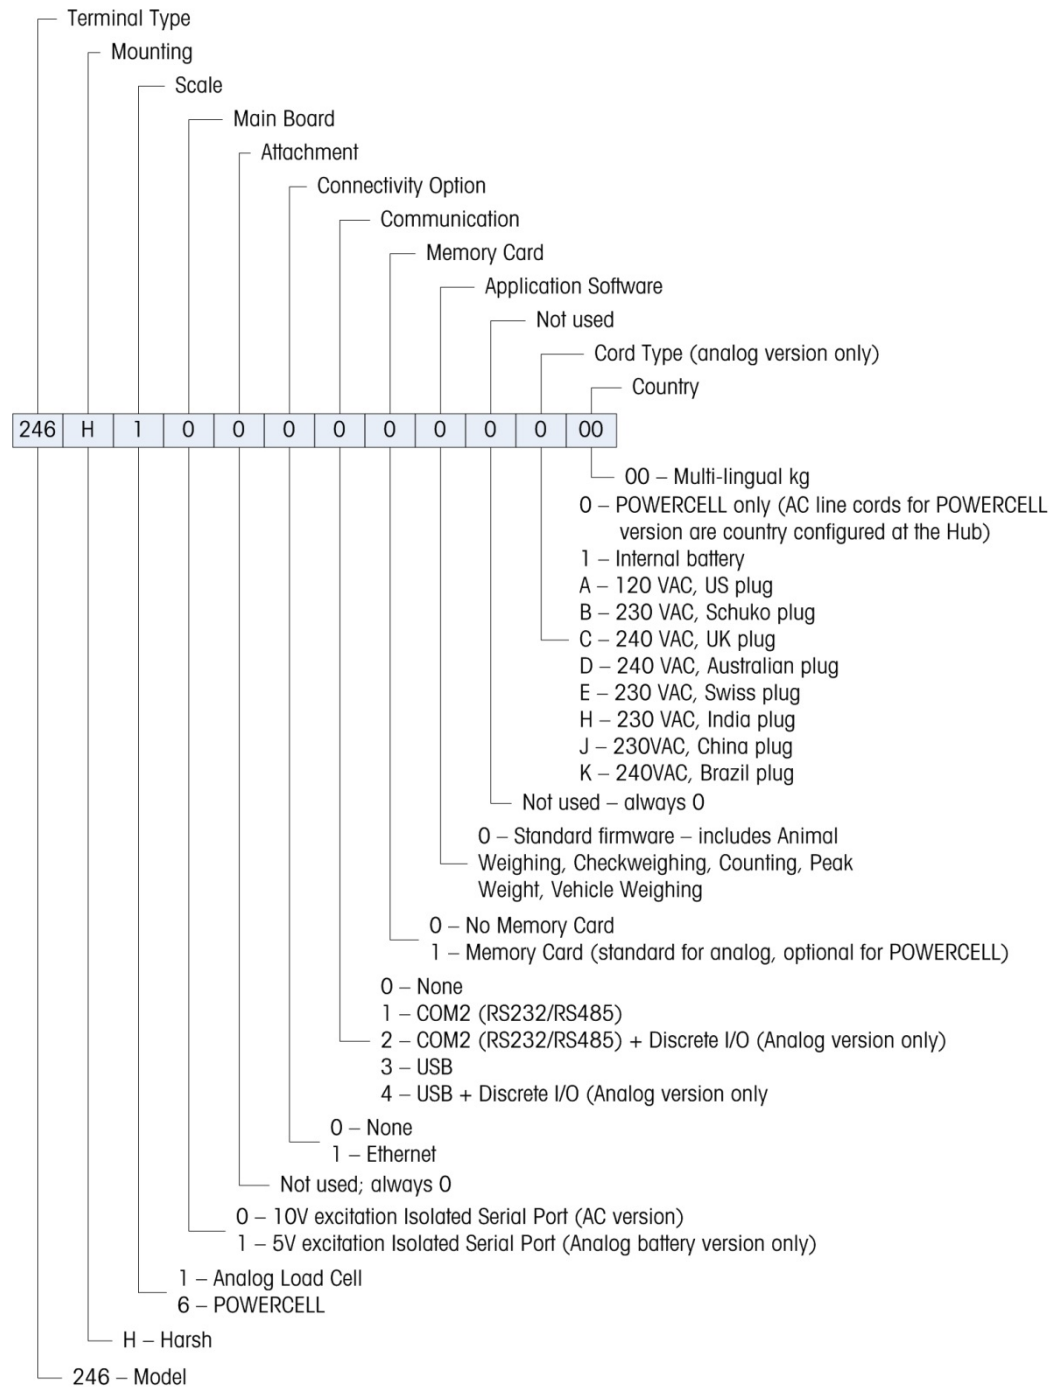 Terminal Type
Mounting
Scale
Main Board
Attachment
Connectivity Option
Communication
Memory Card
Application Software
Not used
Cord Type (analog version only)
Country
246 H 1 0 0 0 0 0 0 0 0 00
00 – Multi-lingual kg
0 – POWERCELL only (AC line cords for POWERCELL
version are country configured at the Hub)
1 – Internal battery
A – 120 VAC, US plug
B – 230 VAC, Schuko plug
C – 240 VAC, UK plug
D – 240 VAC, Australian plug
E – 230 VAC, Swiss plug
H – 230 VAC, India plug
J – 230VAC, China plug
K – 240VAC, Brazil plug
Not used – always 0
0 – Standard firmware – includes Animal
Weighing, Checkweighing, Counting, Peak
Weight, Vehicle Weighing
0 – No Memory Card
1 – Memory Card (standard for analog, optional for POWERCELL)
0 – None
1 – COM2 (RS232/RS485)
2 – COM2 (RS232/RS485) + Discrete I/O (Analog version only)
3 – USB
4 – USB + Discrete I/O (Analog version only
0 – None
1 – Ethernet
Not used; always 0
0 – 10V excitation Isolated Serial Port (AC version)
1 – 5V excitation Isolated Serial Port (Analog battery version only)
1 – Analog Load Cell
6 – POWERCELL
H – Harsh
246 – Model